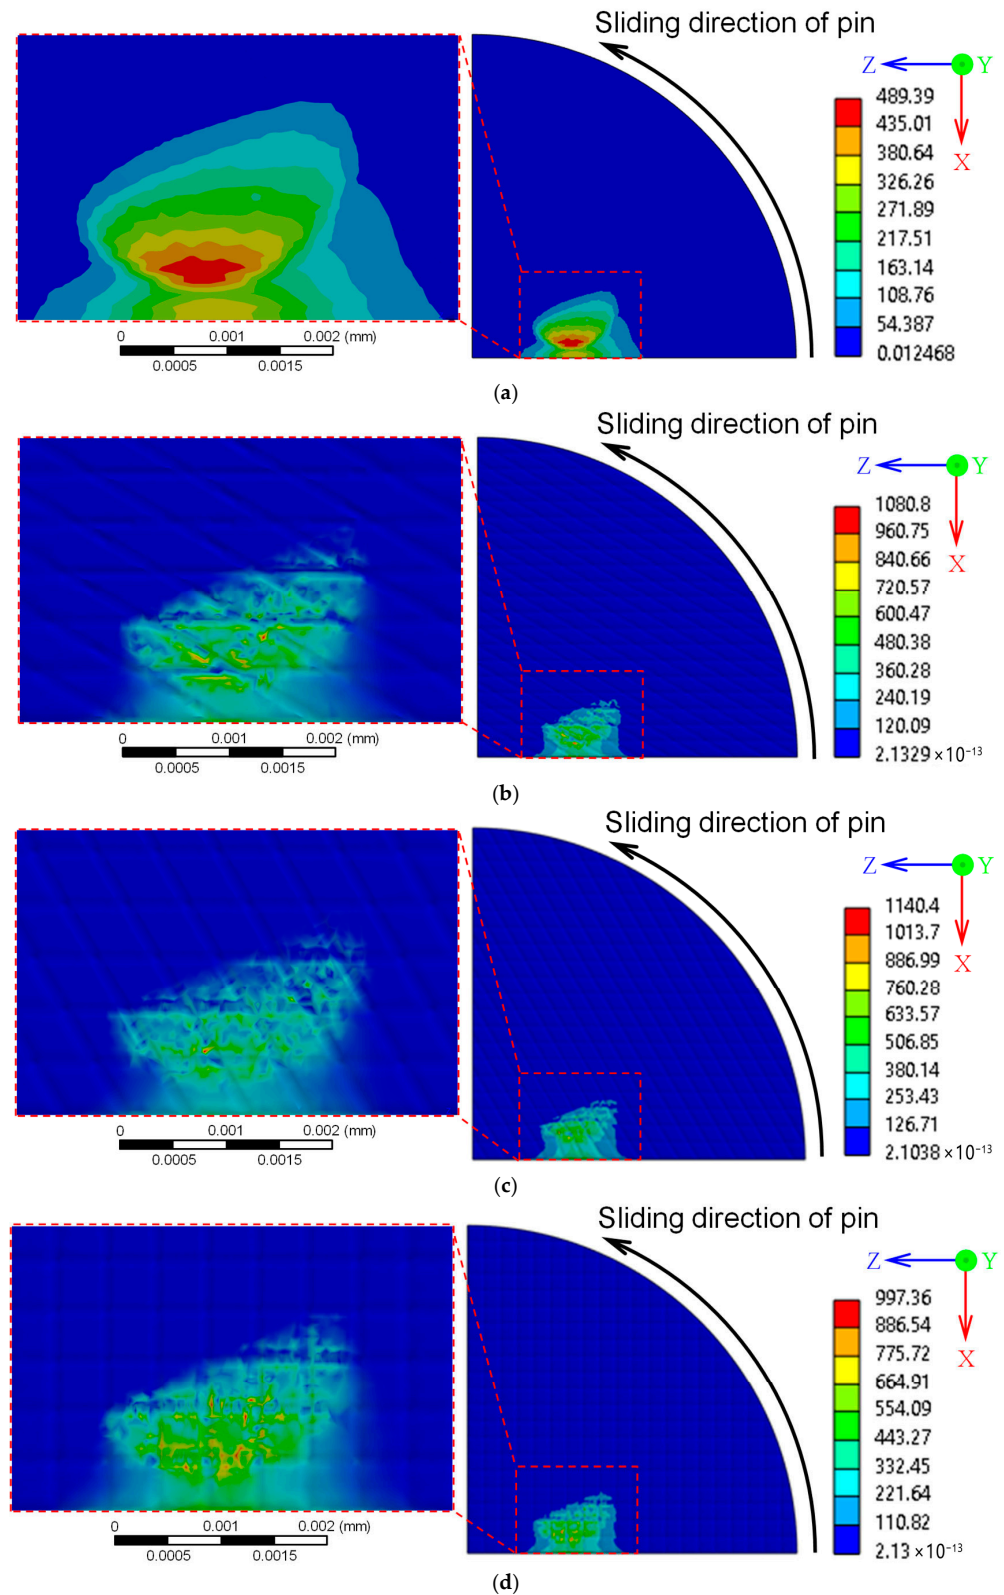 Sliding direction of pin
Z Y
X
489.39
435.01
380.64
326.26
271.89
217.51
163.14
108.76
54.387
0.012468
0 0.001 0.002 (mm)
0.0005 0.0015
(a)
Sliding direction of pin
Z Y
X
1080.8
960.75
840.66
720.57
600.47
480.38
360.28
240.19
120.09
2.1329 ×10⁻¹³
0 0.001 0.002 (mm)
0.0005 0.0015
(b)
Sliding direction of pin
Z Y
X
1140.4
1013.7
886.99
760.28
633.57
506.85
380.14
253.43
126.71
2.1038 ×10⁻¹³
0 0.001 0.002 (mm)
0.0005 0.0015
(c)
Sliding direction of pin
Z Y
X
997.36
886.54
775.72
664.91
554.09
443.27
332.45
221.64
110.82
2.13 ×10⁻¹³
0 0.001 0.002 (mm)
0.0005 0.0015
(d)